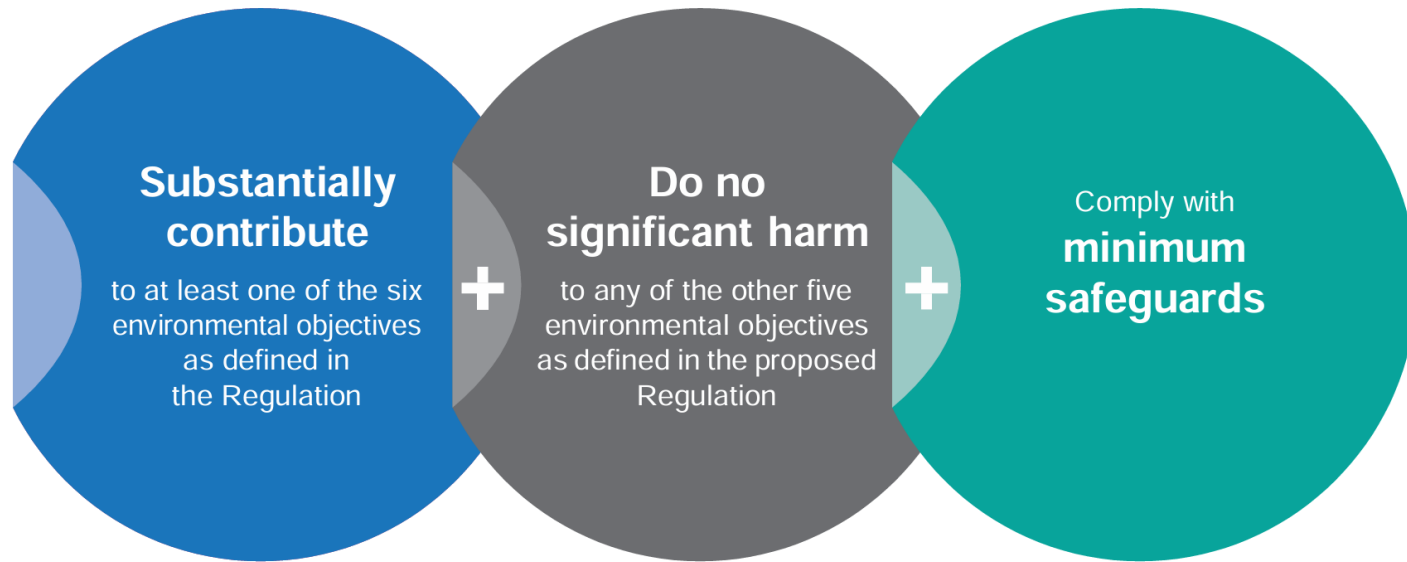 Substantially
contribute
to at least one of the six
environmental objectives
as defined in
the Regulation
+
Do no
significant harm
to any of the other five
environmental objectives
as defined in the proposed
Regulation
+
Comply with
minimum
safeguards